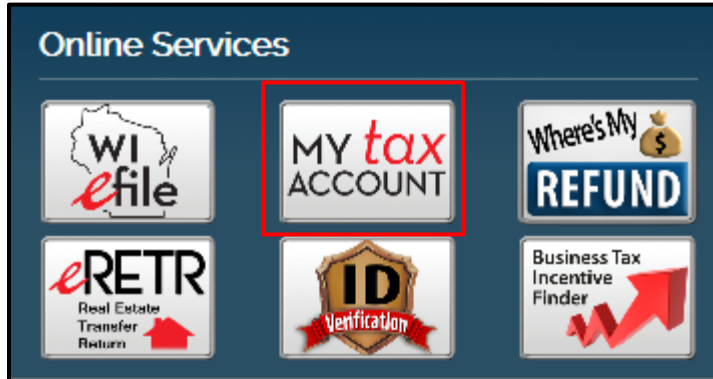 Online Services
WI
efile
MY tax
ACCOUNT
Where's My
$
REFUND
eRETR
Real Estate
Transfer
Return
ID
Verification
Business Tax
Incentive
Finder